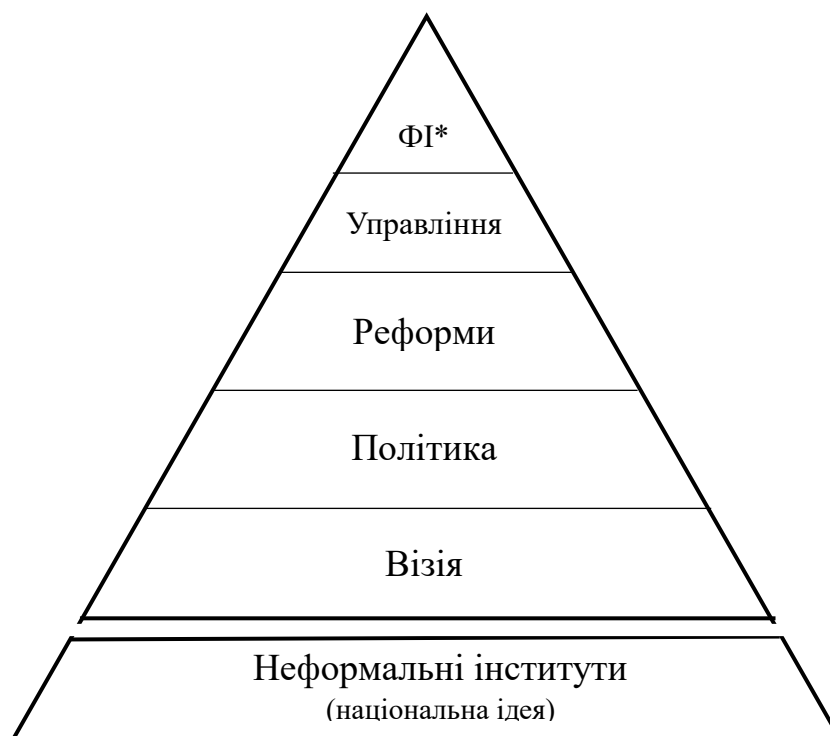 ФІ*
Управління
Реформи
Політика
Візія
Неформальні інститути
(національна ідея)